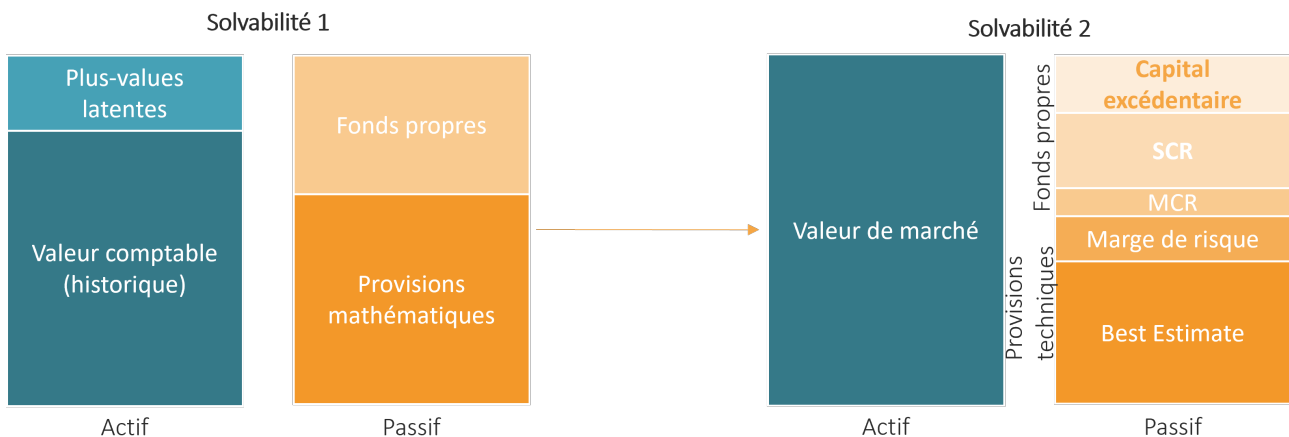 Solvabilité 1
Plus-values
latentes
Valeur comptable
(historique)
Actif
Fonds propres
Provisions
mathématiques
Passif
Solvabilité 2
Valeur de marché
Actif
Fonds propres
Provisions
techniques
Capital
excédentaire
SCR
MCR
Marge de risque
Best Estimate
Passif